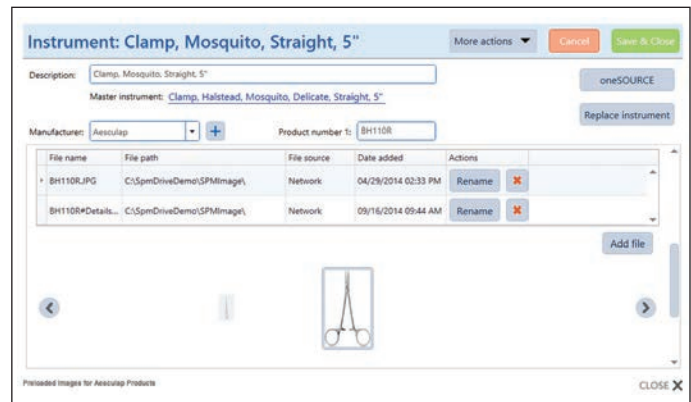 Instrument: Clamp, Mosquito, Straight, 5"
More actions
Cancel
Save & Close
Description: Clamp, Mosquito, Straight, 5"
oneSOURCE
Master instrument: Clamp, Halstead, Mosquito, Delicate, Straight, 5"
Replace instrument
Manufacturer: Aesculap
Product number 1: BH110R
File name File path File source Date added Actions
BH110R.JPG C:\SpmDriveDemo\SPMImage\ Network 04/29/2014 02:33 PM Rename
BH110R#Details... C:\SpmDriveDemo\SPMImage\ Network 09/16/2014 09:44 AM Rename
Add file
Preloaded Images for Aesculap Products
CLOSE X